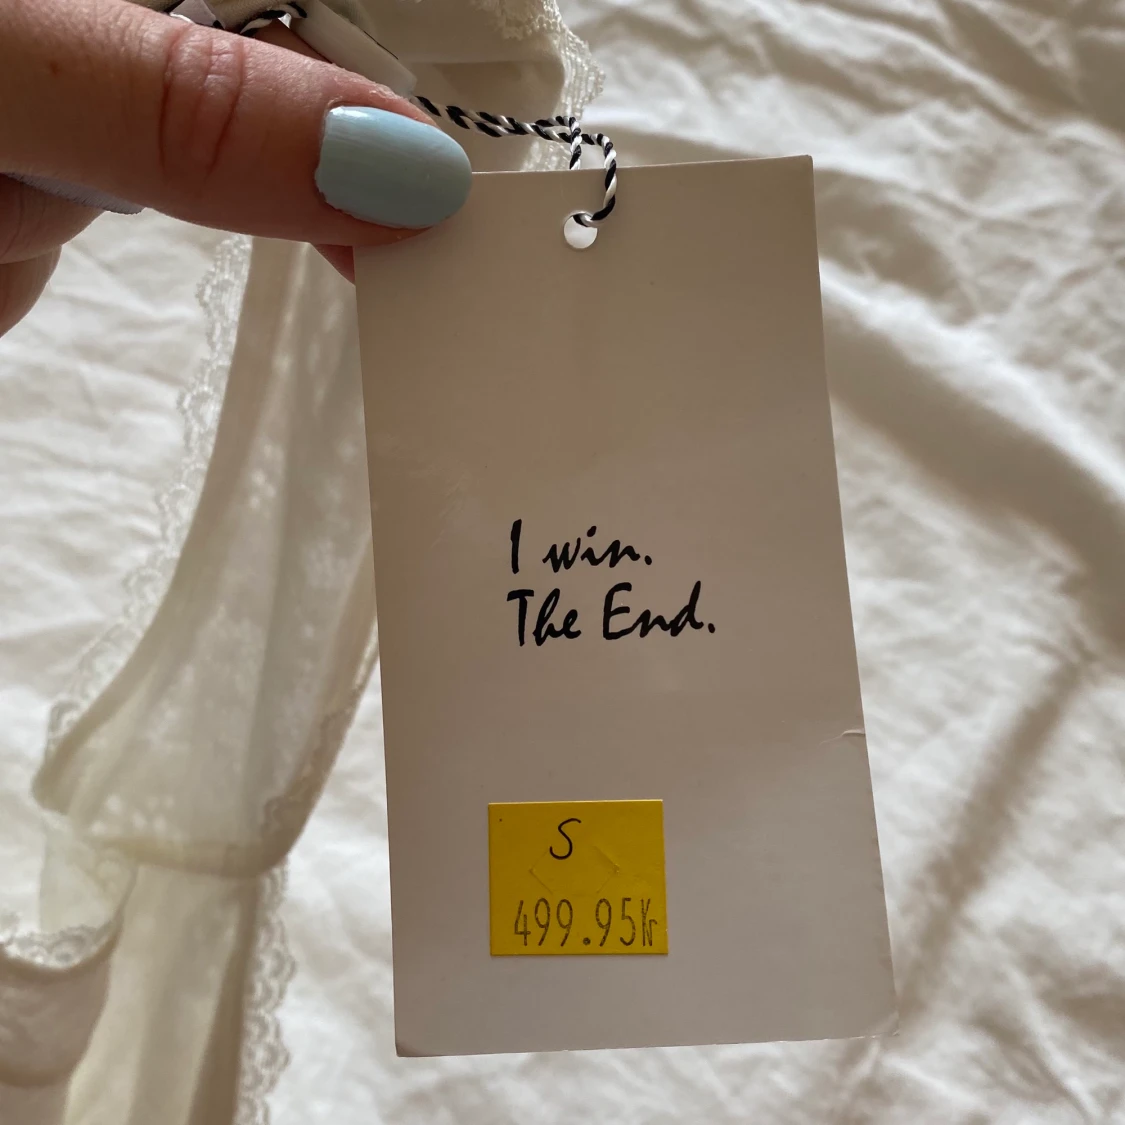 I win.
The End.
S
499.95Kr